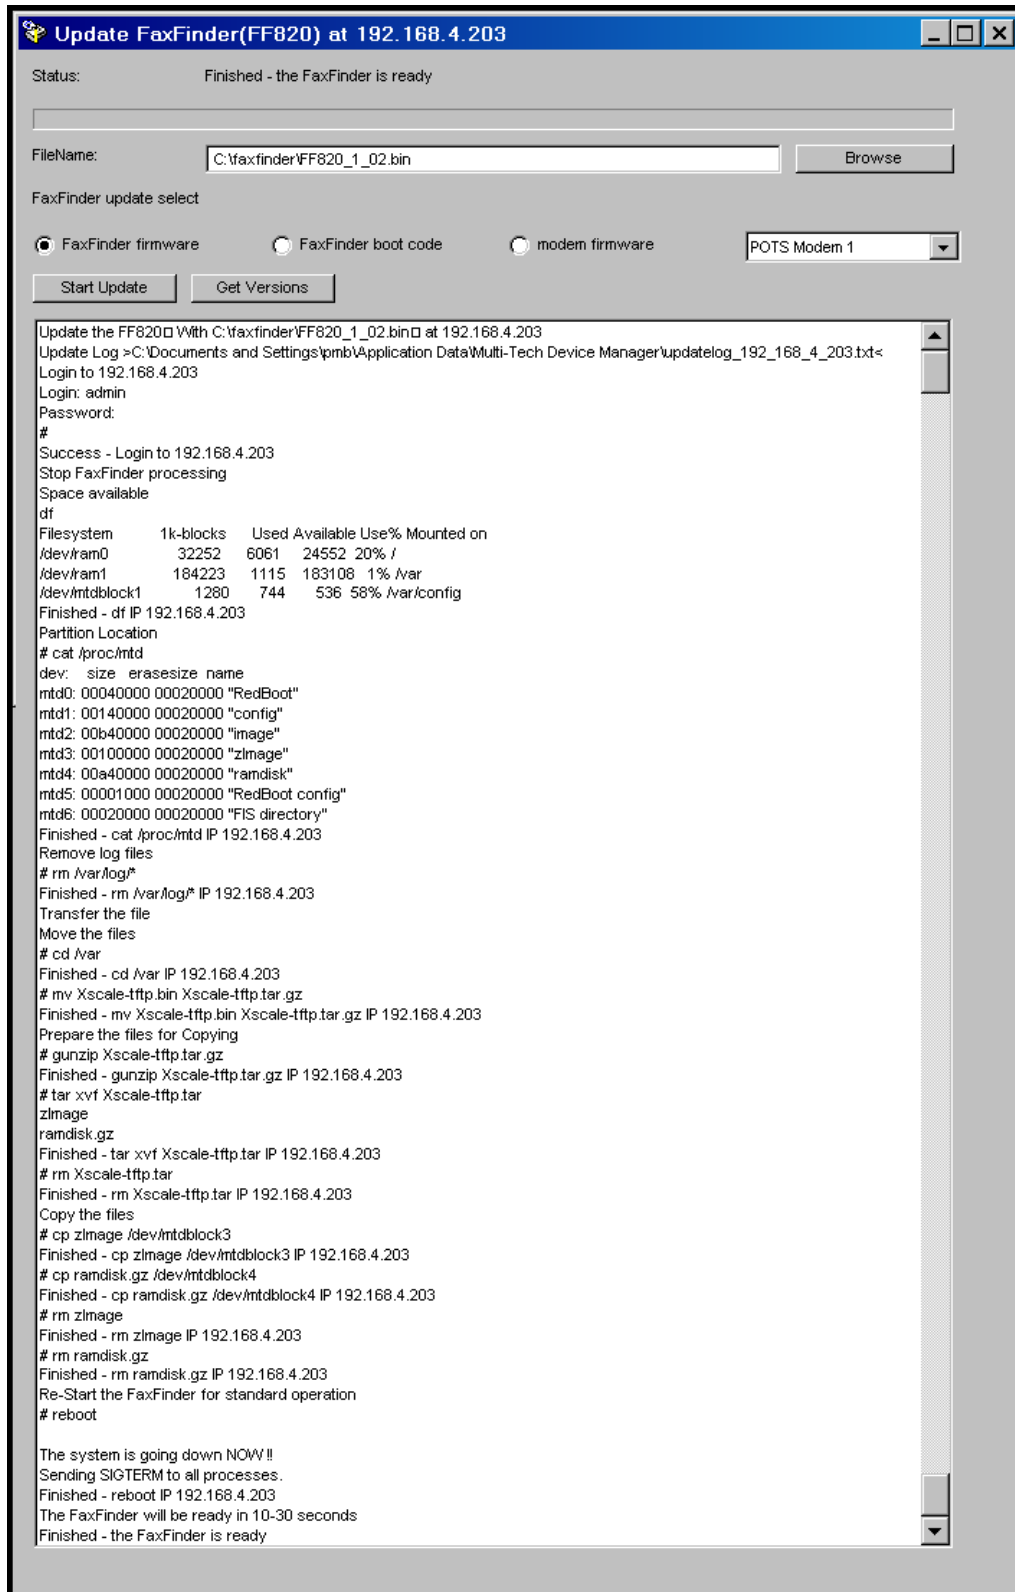 Update FaxFinder(FF820) at 192.168.4.203
Status: Finished - the FaxFinder is ready
FileName: C:\faxfinder\FF820_1_02.bin Browse
FaxFinder update select
FaxFinder firmware FaxFinder boot code modem firmware POTS Modem 1
Start Update Get Versions
Update the FF820□ With C:\faxfinder\FF820_1_02.bin□ at 192.168.4.203
Update Log >C:\Documents and Settings\pmb\Application Data\Multi-Tech Device Manager\updatelog_192_168_4_203.txt<
Login to 192.168.4.203
Login: admin
Password:
#
Success - Login to 192.168.4.203
Stop FaxFinder processing
Space available
df
Filesystem 1k-blocks Used Available Use% Mounted on
/dev/ram0 32252 6061 24552 20% /
/dev/ram1 184223 1115 183108 1% /var
/dev/mtdblock1 1280 744 536 58% /var/config
Finished - df IP 192.168.4.203
Partition Location
# cat /proc/mtd
dev: size erasesize name
mtd0: 00040000 00020000 "RedBoot"
mtd1: 00140000 00020000 "config"
mtd2: 00b40000 00020000 "image"
mtd3: 00100000 00020000 "zImage"
mtd4: 00a40000 00020000 "ramdisk"
mtd5: 00001000 00020000 "RedBoot config"
mtd6: 00020000 00020000 "FIS directory"
Finished - cat /proc/mtd IP 192.168.4.203
Remove log files
# rm /var/log/*
Finished - rm /var/log/* IP 192.168.4.203
Transfer the file
Move the files
# cd /var
Finished - cd /var IP 192.168.4.203
# mv Xscale-tftp.bin Xscale-tftp.tar.gz
Finished - mv Xscale-tftp.bin Xscale-tftp.tar.gz IP 192.168.4.203
Prepare the files for Copying
# gunzip Xscale-tftp.tar.gz
Finished - gunzip Xscale-tftp.tar.gz IP 192.168.4.203
# tar xvf Xscale-tftp.tar
zImage
ramdisk.gz
Finished - tar xvf Xscale-tftp.tar IP 192.168.4.203
# rm Xscale-tftp.tar
Finished - rm Xscale-tftp.tar IP 192.168.4.203
Copy the files
# cp zImage /dev/mtdblock3
Finished - cp zImage /dev/mtdblock3 IP 192.168.4.203
# cp ramdisk.gz /dev/mtdblock4
Finished - cp ramdisk.gz /dev/mtdblock4 IP 192.168.4.203
# rm zImage
Finished - rm zImage IP 192.168.4.203
# rm ramdisk.gz
Finished - rm ramdisk.gz IP 192.168.4.203
Re-Start the FaxFinder for standard operation
# reboot
The system is going down NOW !!
Sending SIGTERM to all processes.
Finished - reboot IP 192.168.4.203
The FaxFinder will be ready in 10-30 seconds
Finished - the FaxFinder is ready